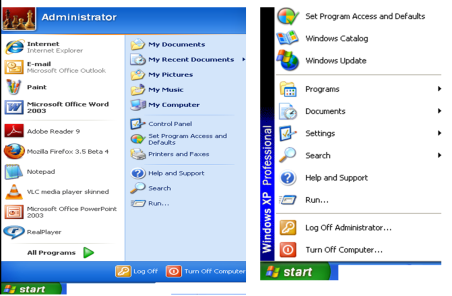 Administrator
Internet
Internet Explorer
E-mail
Microsoft Office Outlook
Paint
Microsoft Office Word
2003
Adobe Reader 9
Mozilla Firefox 3.5 Beta 4
Notepad
VLC media player skinned
Microsoft Office PowerPoint
2003
RealPlayer
All Programs
My Documents
My Recent Documents
My Pictures
My Music
My Computer
Control Panel
Set Program Access and
Defaults
Printers and Faxes
Help and Support
Search
Run...
Log Off
Turn Off Computer
start
Set Program Access and Defaults
Windows Catalog
Windows Update
Programs
Documents
Settings
Search
Help and Support
Run...
Log Off Administrator...
Turn Off Computer...
Windows XP Professional
start